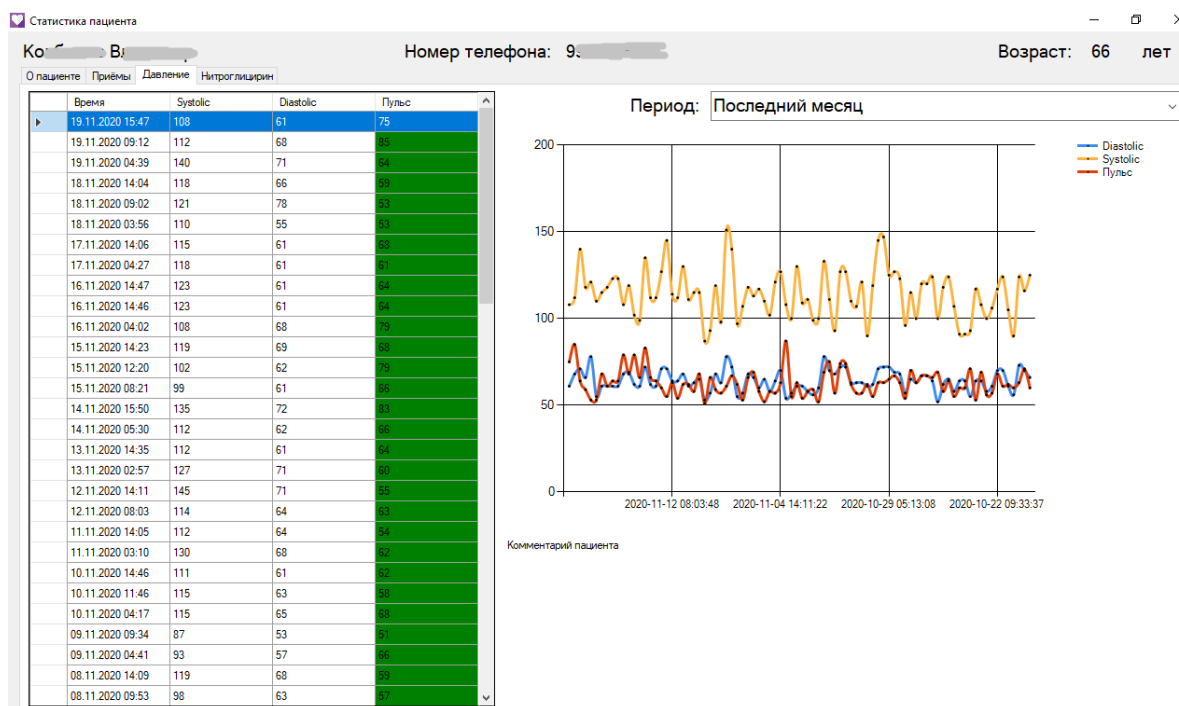 Статистика пациента
Номер телефона: 9
Возраст: 66 лет
О пациенте Приёмы Давление Нитроглицирин
Время Systolic Diastolic Пульс
19.11.2020 15:47 108 61 75
19.11.2020 09:12 112 68 85
19.11.2020 04:39 140 71 64
18.11.2020 14:04 118 66 59
18.11.2020 09:02 121 78 53
18.11.2020 03:56 110 55 53
17.11.2020 14:06 115 61 68
17.11.2020 04:27 118 61 61
16.11.2020 14:47 123 61 64
16.11.2020 14:46 123 61 64
16.11.2020 04:02 108 68 79
15.11.2020 14:23 119 69 68
15.11.2020 12:20 102 62 79
15.11.2020 08:21 99 61 66
14.11.2020 15:50 135 72 83
14.11.2020 05:30 112 62 66
13.11.2020 14:35 112 61 64
13.11.2020 02:57 127 71 60
12.11.2020 14:11 145 71 55
12.11.2020 08:03 114 64 63
11.11.2020 14:05 112 64 54
11.11.2020 03:10 130 68 62
10.11.2020 14:46 111 61 62
10.11.2020 11:46 115 63 58
10.11.2020 04:17 115 65 68
09.11.2020 09:34 87 53 51
09.11.2020 04:41 93 57 66
08.11.2020 14:09 119 68 59
08.11.2020 09:53 98 63 57
Период: Последний месяц
200
150
100
50
0
2020-11-12 08:03:48 2020-11-04 14:11:22 2020-10-29 05:13:08 2020-10-22 09:33:37
Diastolic
Systolic
Пульс
Комментарий пациента